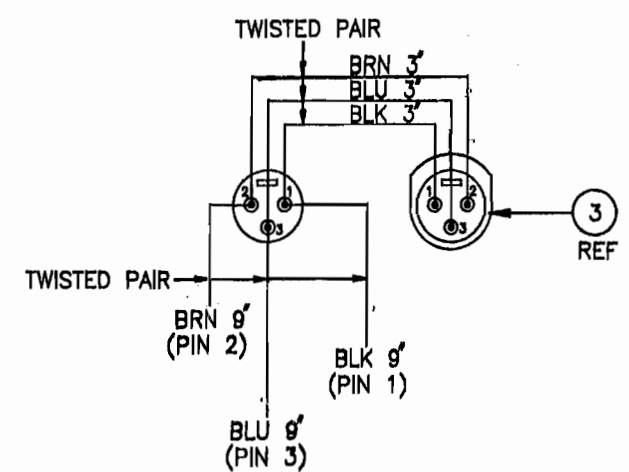 TWISTED PAIR
BRN 3"
BLU 3"
BLK 3"
2 1
3
1 2
3
3
REF
TWISTED PAIR
BRN 9"
(PIN 2)
BLK 9"
(PIN 1)
BLU 9"
(PIN 3)